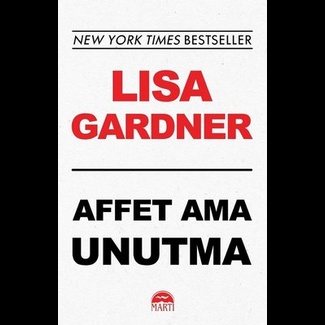 NEW YORK TIMES BESTSELLER
LISA
GARDNER
AFFET AMA
UNUTMA
MARTI